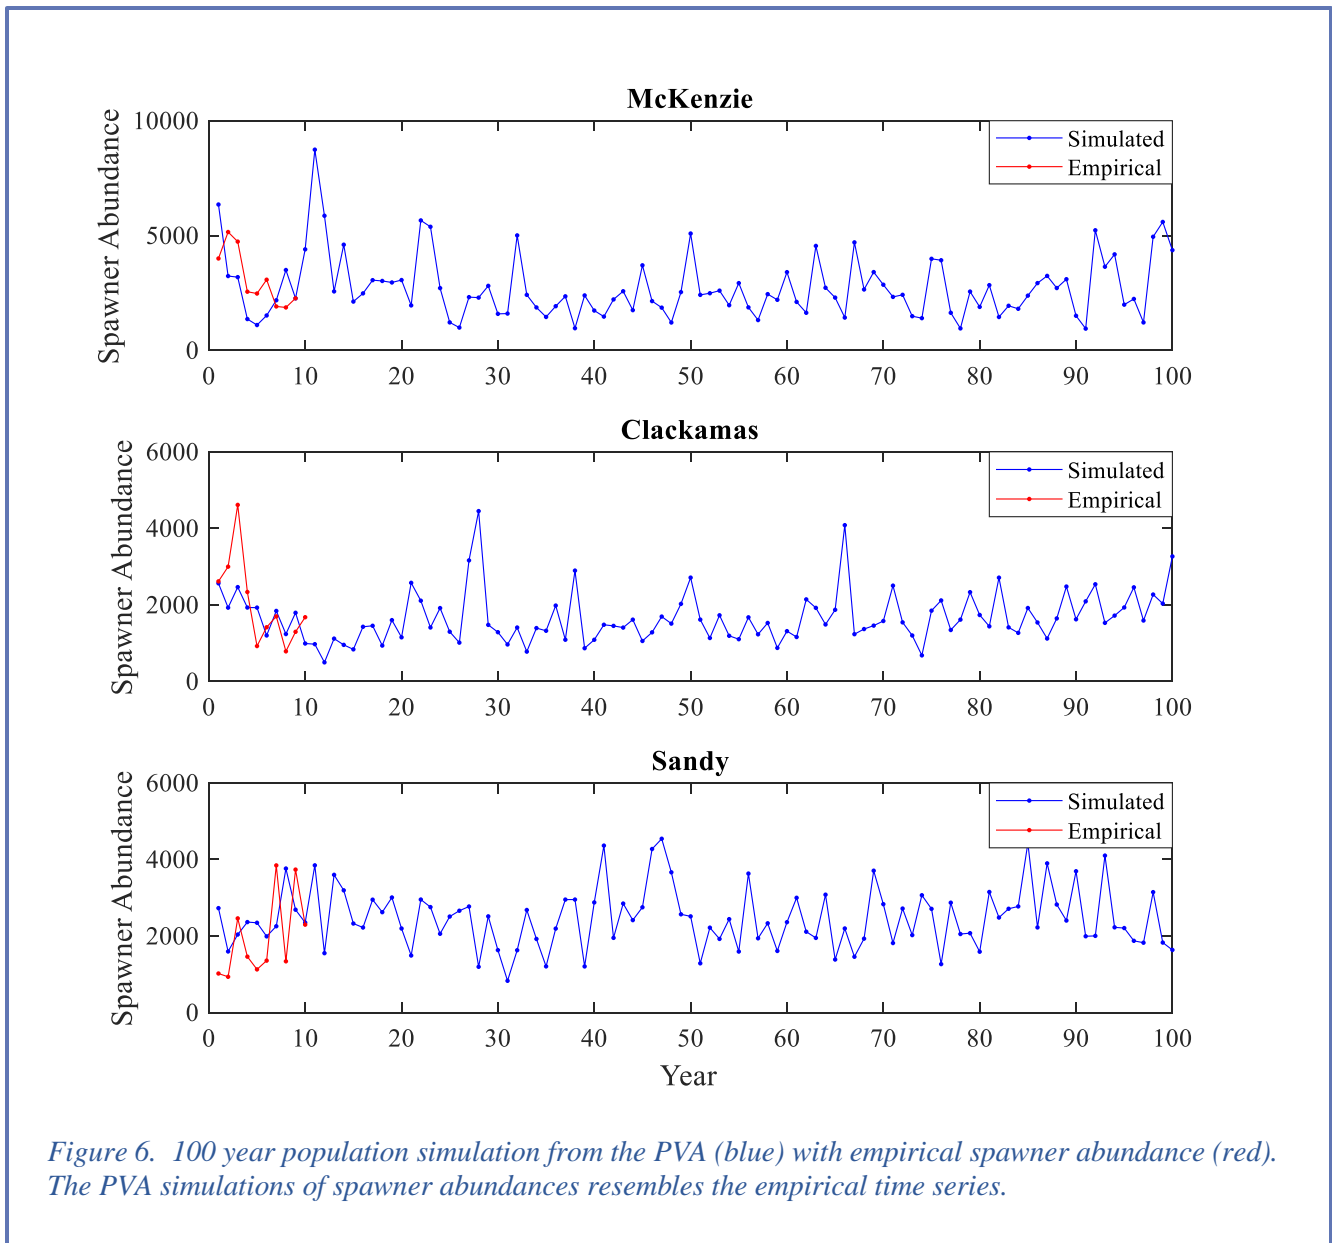 McKenzie
Spawner Abundance
10000
5000
0
Simulated
Empirical
0 10 20 30 40 50 60 70 80 90 100
Clackamas
Spawner Abundance
6000
4000
2000
0
Simulated
Empirical
0 10 20 30 40 50 60 70 80 90 100
Sandy
Spawner Abundance
6000
4000
2000
0
Simulated
Empirical
0 10 20 30 40 50 60 70 80 90 100
Year
Figure 6.  100 year population simulation from the PVA (blue) with empirical spawner abundance (red).
The PVA simulations of spawner abundances resembles the empirical time series.